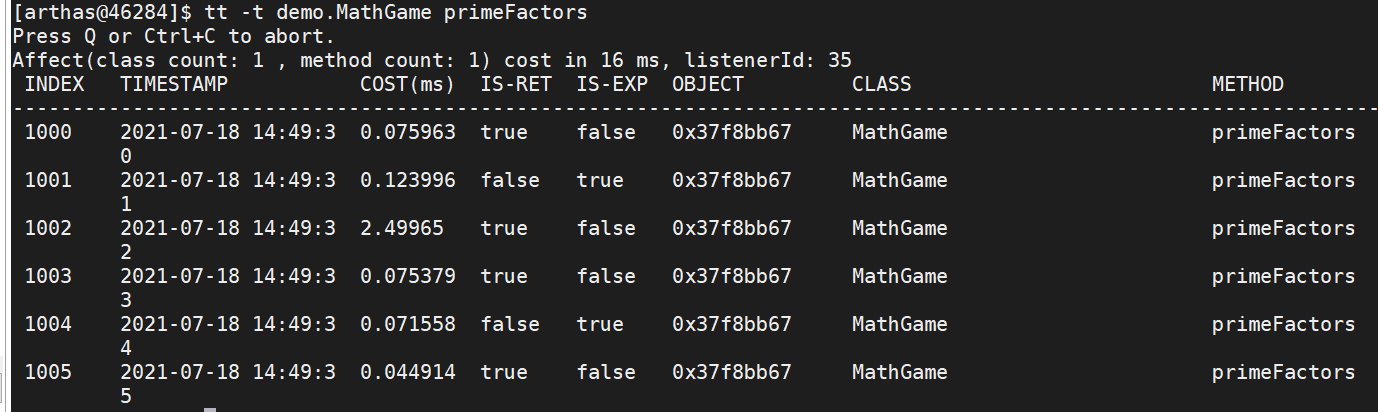 [arthas@46284]$ tt -t demo.MathGame primeFactors
Press Q or Ctrl+C to abort.
Affect(class count: 1 , method count: 1) cost in 16 ms, listenerId: 35
INDEX TIMESTAMP COST(ms) IS-RET IS-EXP OBJECT CLASS METHOD
--------------------------------------------------------------------------------------------------------------------
1000 2021-07-18 14:49:3 0.075963 true false 0x37f8bb67 MathGame primeFactors
0
1001 2021-07-18 14:49:3 0.123996 false true 0x37f8bb67 MathGame primeFactors
1
1002 2021-07-18 14:49:3 2.49965 true false 0x37f8bb67 MathGame primeFactors
2
1003 2021-07-18 14:49:3 0.075379 true false 0x37f8bb67 MathGame primeFactors
3
1004 2021-07-18 14:49:3 0.071558 false true 0x37f8bb67 MathGame primeFactors
4
1005 2021-07-18 14:49:3 0.044914 true false 0x37f8bb67 MathGame primeFactors
5